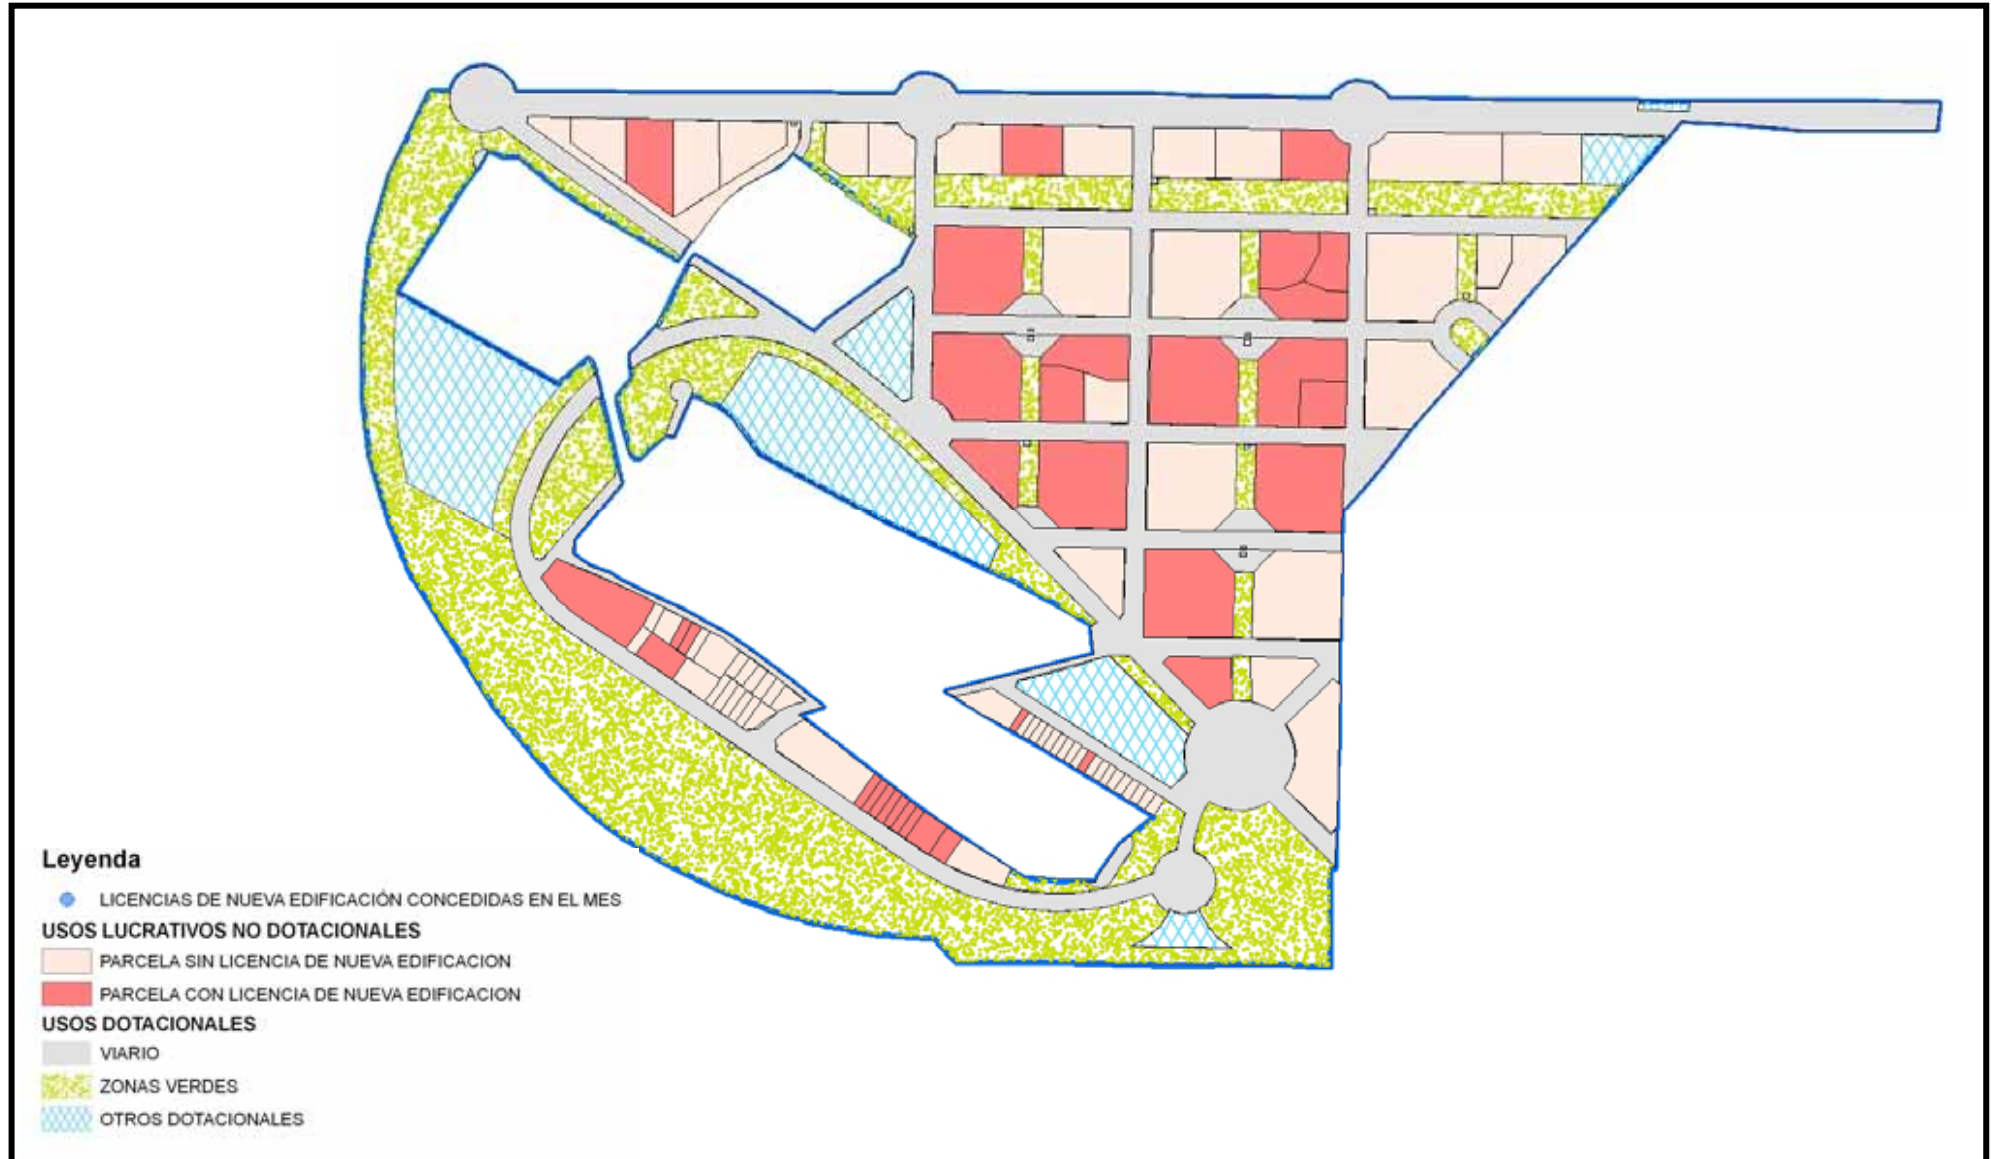 Leyenda
LICENCIAS DE NUEVA EDIFICACIÓN CONCEDIDAS EN EL MES
USOS LUCRATIVOS NO DOTACIONALES
PARCELA SIN LICENCIA DE NUEVA EDIFICACION
PARCELA CON LICENCIA DE NUEVA EDIFICACION
USOS DOTACIONALES
VIARIO
ZONAS VERDES
OTROS DOTACIONALES